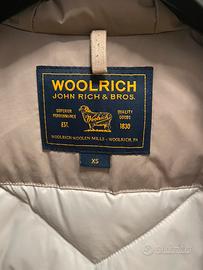 WOOLRICH
JOHN RICH & BROS.
SUPERIOR PERFORMANCE
QUALITY GOODS
EST.
1830
Woolrich
WOOLRICH WOOLEN MILLS - WOOLRICH, PA
XS